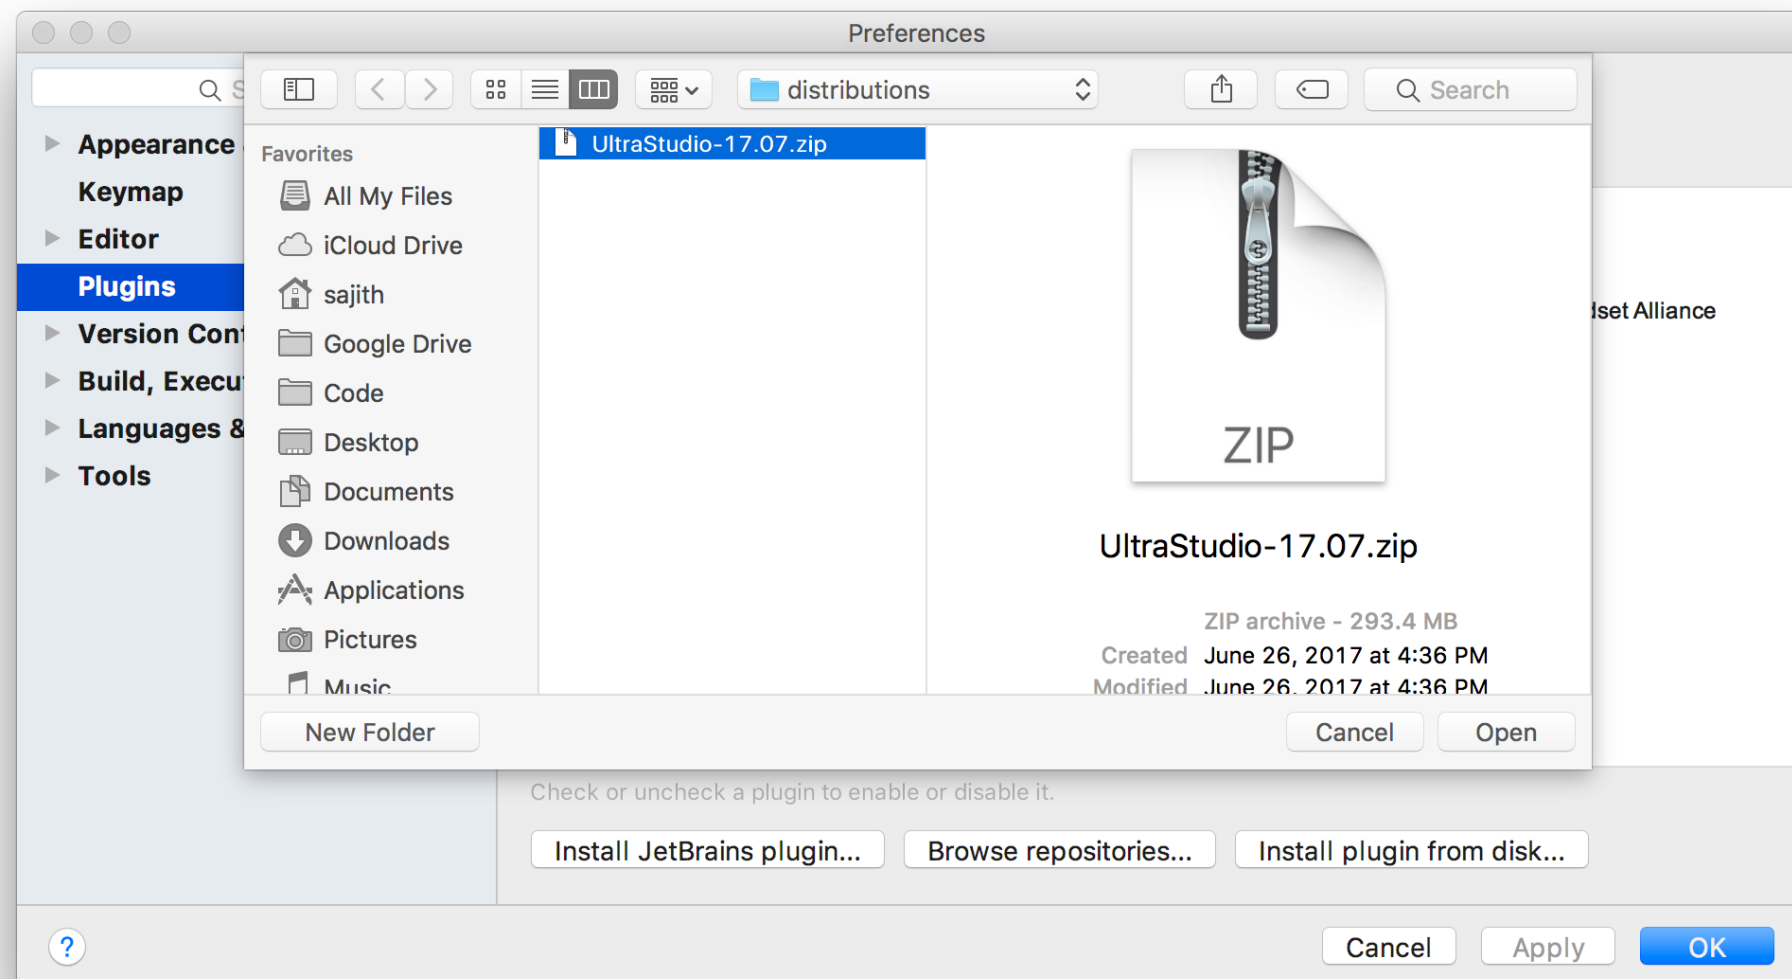 Preferences
S
distributions
Search
Appearance
Keymap
Editor
Plugins
Version Cont
Build, Execu
Languages &
Tools
Favorites
All My Files
iCloud Drive
sajith
Google Drive
Code
Desktop
Documents
Downloads
Applications
Pictures
Music
UltraStudio-17.07.zip
ZIP
UltraStudio-17.07.zip
ZIP archive - 293.4 MB
Created June 26, 2017 at 4:36 PM
Modified June 26, 2017 at 4:36 PM
dset Alliance
New Folder
Cancel
Open
Check or uncheck a plugin to enable or disable it.
Install JetBrains plugin...
Browse repositories...
Install plugin from disk...
?
Cancel
Apply
OK